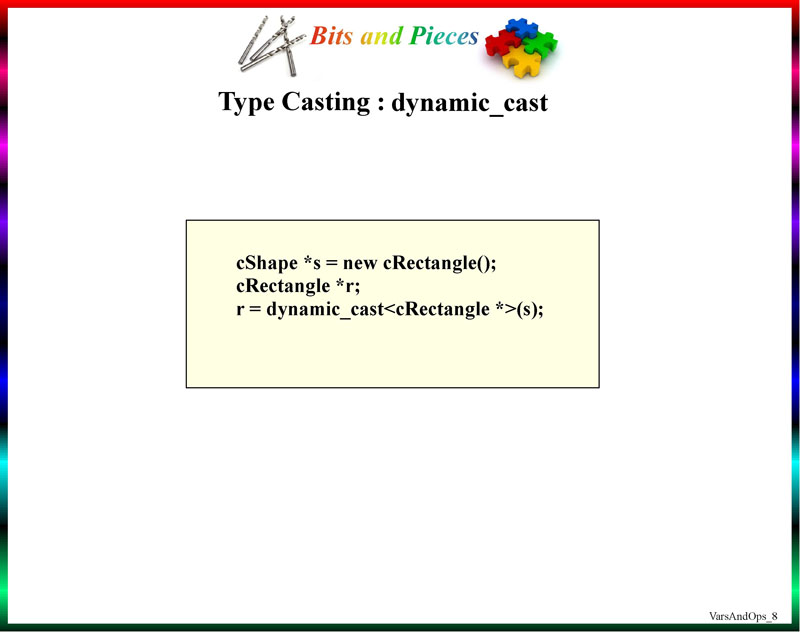 Bits and Pieces
Type Casting : dynamic_cast
cShape *s = new cRectangle();
cRectangle *r;
r = dynamic_cast<cRectangle *>(s);
VarsAndOps_8